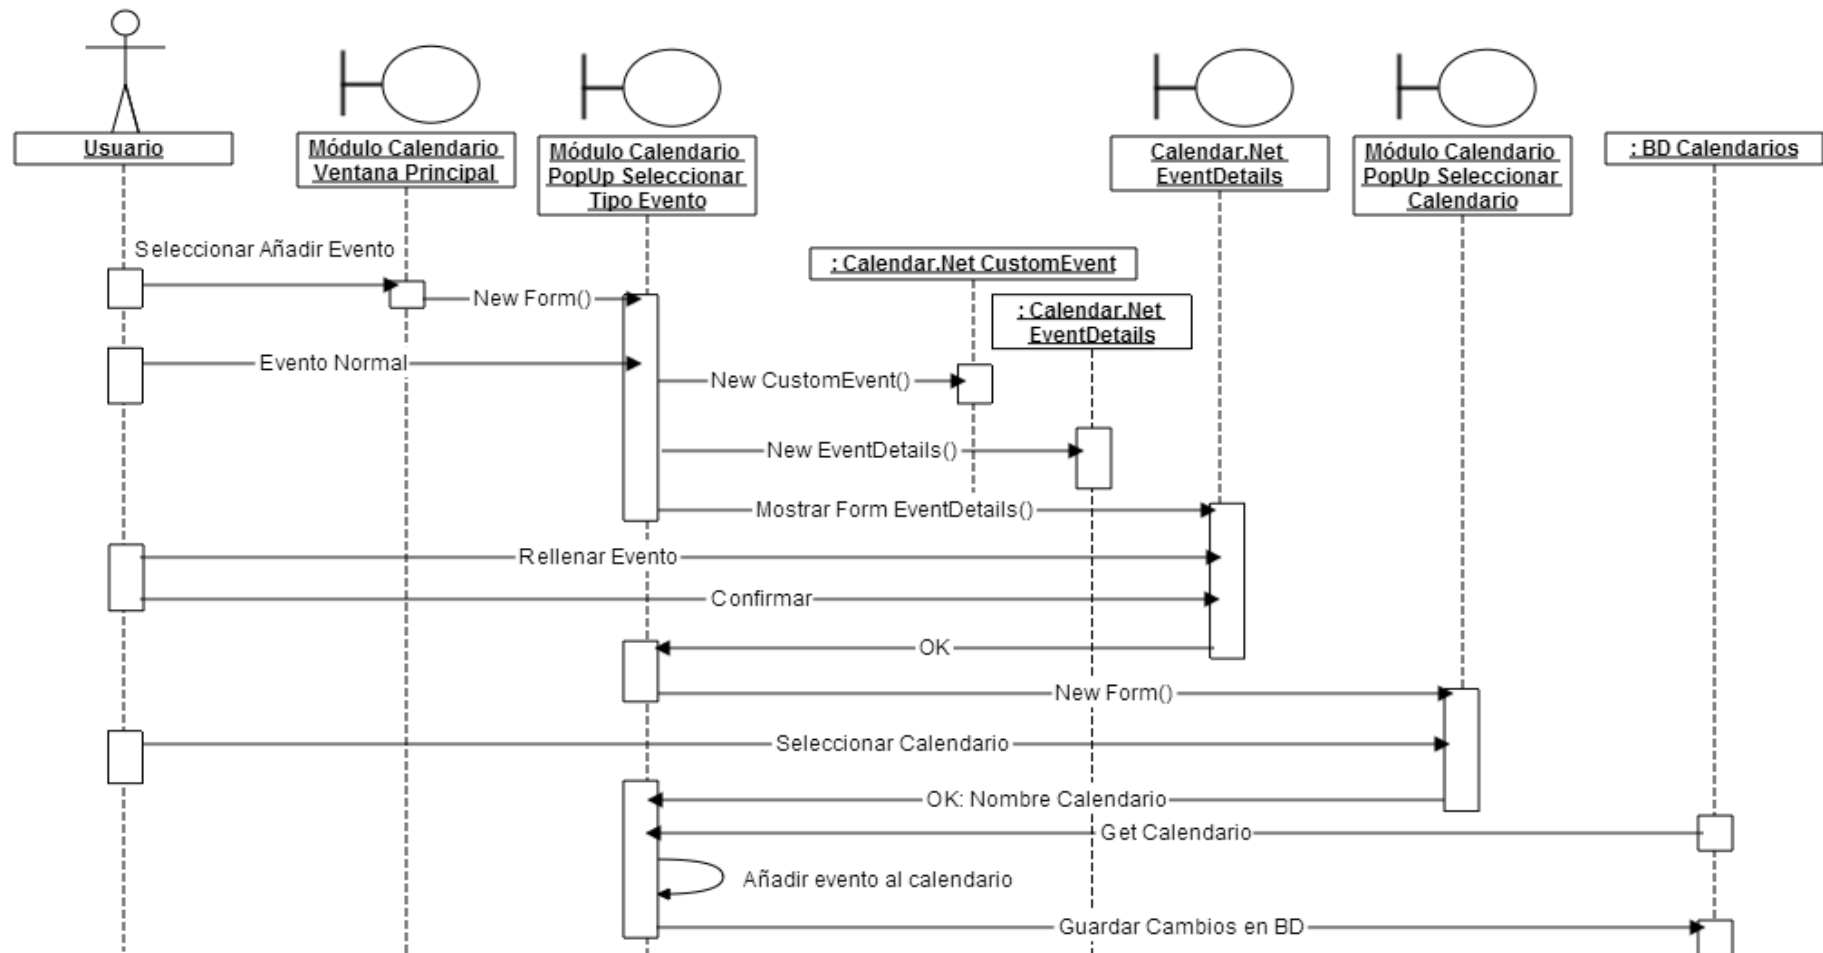 Usuario
Módulo Calendario
Ventana Principal
Módulo Calendario
PopUp Seleccionar
Tipo Evento
Calendar.Net
EventDetails
Módulo Calendario
PopUp Seleccionar
Calendario
: BD Calendarios
Seleccionar Añadir Evento
: Calendar.Net CustomEvent
New Form()
: Calendar.Net
EventDetails
Evento Normal
New CustomEvent()
New EventDetails()
Mostrar Form EventDetails()
Rellenar Evento
Confirmar
OK
New Form()
Seleccionar Calendario
OK: Nombre Calendario
Get Calendario
Añadir evento al calendario
Guardar Cambios en BD